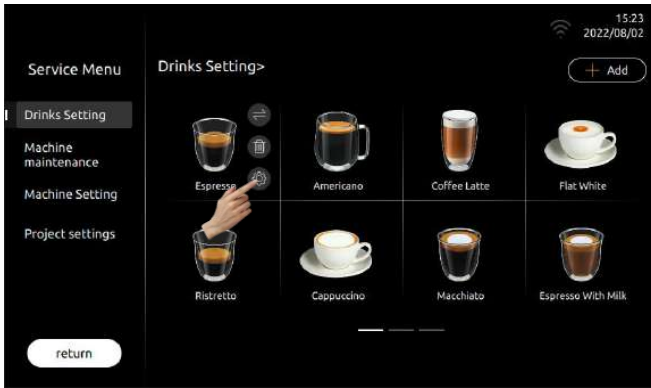 15:23
2022/08/02
Service Menu
Drinks Setting>
+ Add
Drinks Setting
Machine
maintenance
Machine Setting
Project settings
Espresso
Americano
Coffee Latte
Flat White
Ristretto
Cappuccino
Macchiato
Espresso With Milk
return